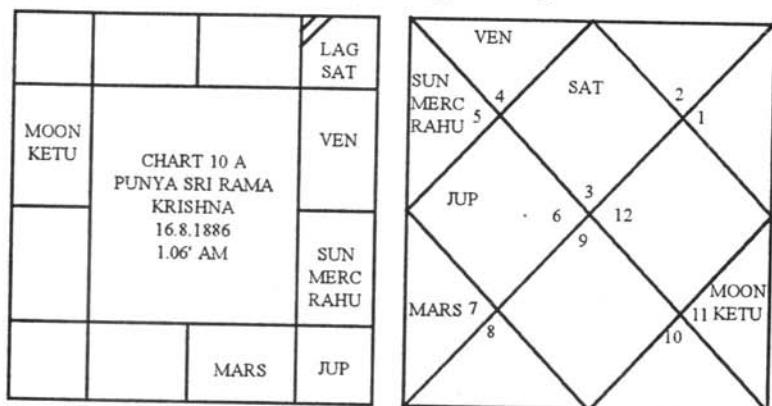 LAG
SAT
MOON
KETU
VEN
CHART 10 A
PUNYA SRI RAMA
KRISHNA
16.8.1886
1.06' AM
SUN
MERC
RAHU
MARS
JUP
VEN
SUN
MERC
RAHU
4
5
SAT
2
1
3
JUP
6
12
9
MARS 7
8
MOON
11 KETU
10